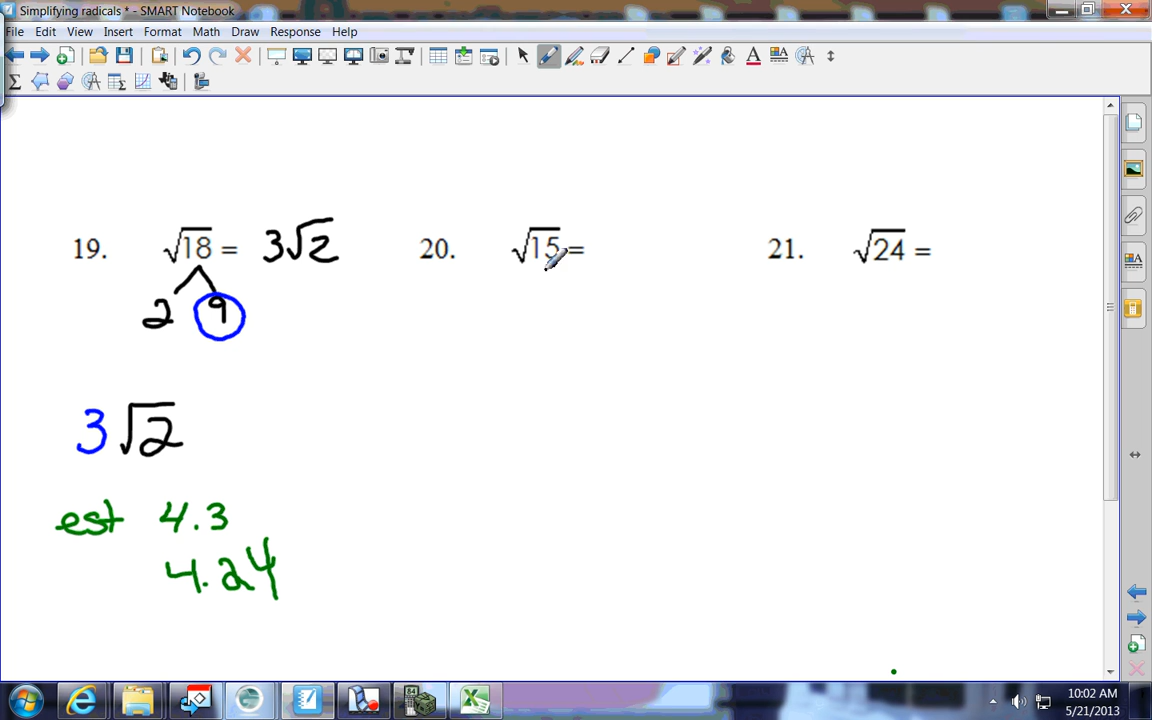 Simplifying radicals * - SMART Notebook
File Edit View Insert Format Math Draw Response Help
19. √18 = 3√2
20. √15 =
21. √24 =
2 9
3√2
est 4.3
4.24
10:02 AM
5/21/2013